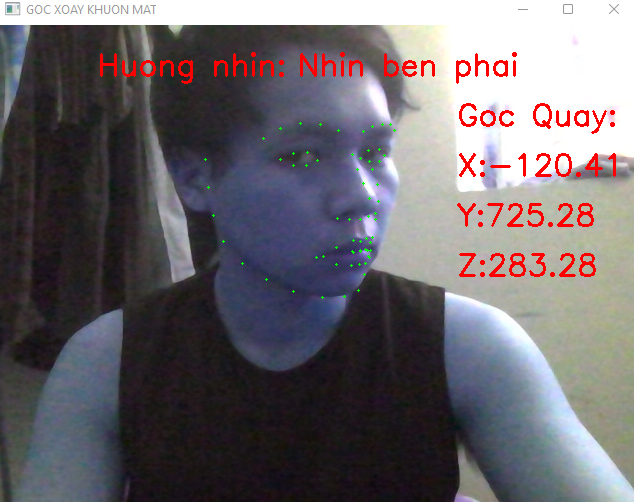 GOC XOAY KHUON MAT
Huong nhin: Nhin ben phai
Goc Quay:
X:-120.41
Y:725.28
Z:283.28